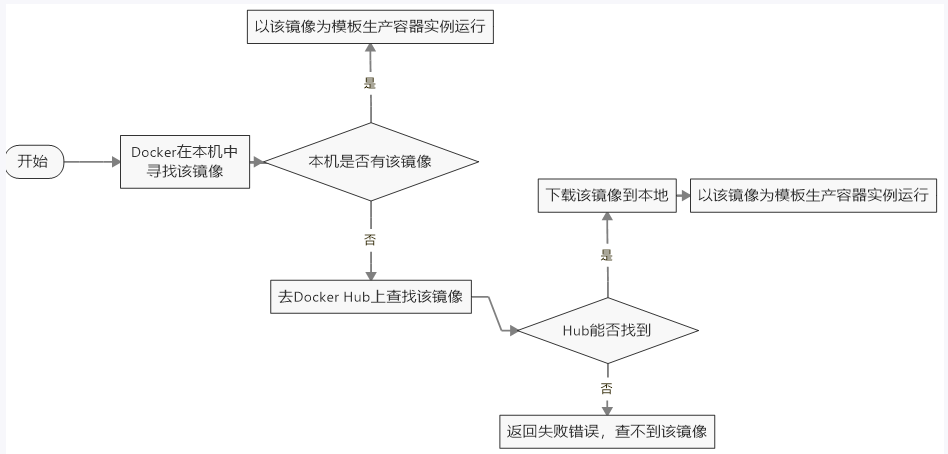 以该镜像为模板生产容器实例运行
是
开始
Docker在本机中
寻找该镜像
本机是否有该镜像
否
去Docker Hub上查找该镜像
下载该镜像到本地
以该镜像为模板生产容器实例运行
是
Hub能否找到
否
返回失败错误，查不到该镜像